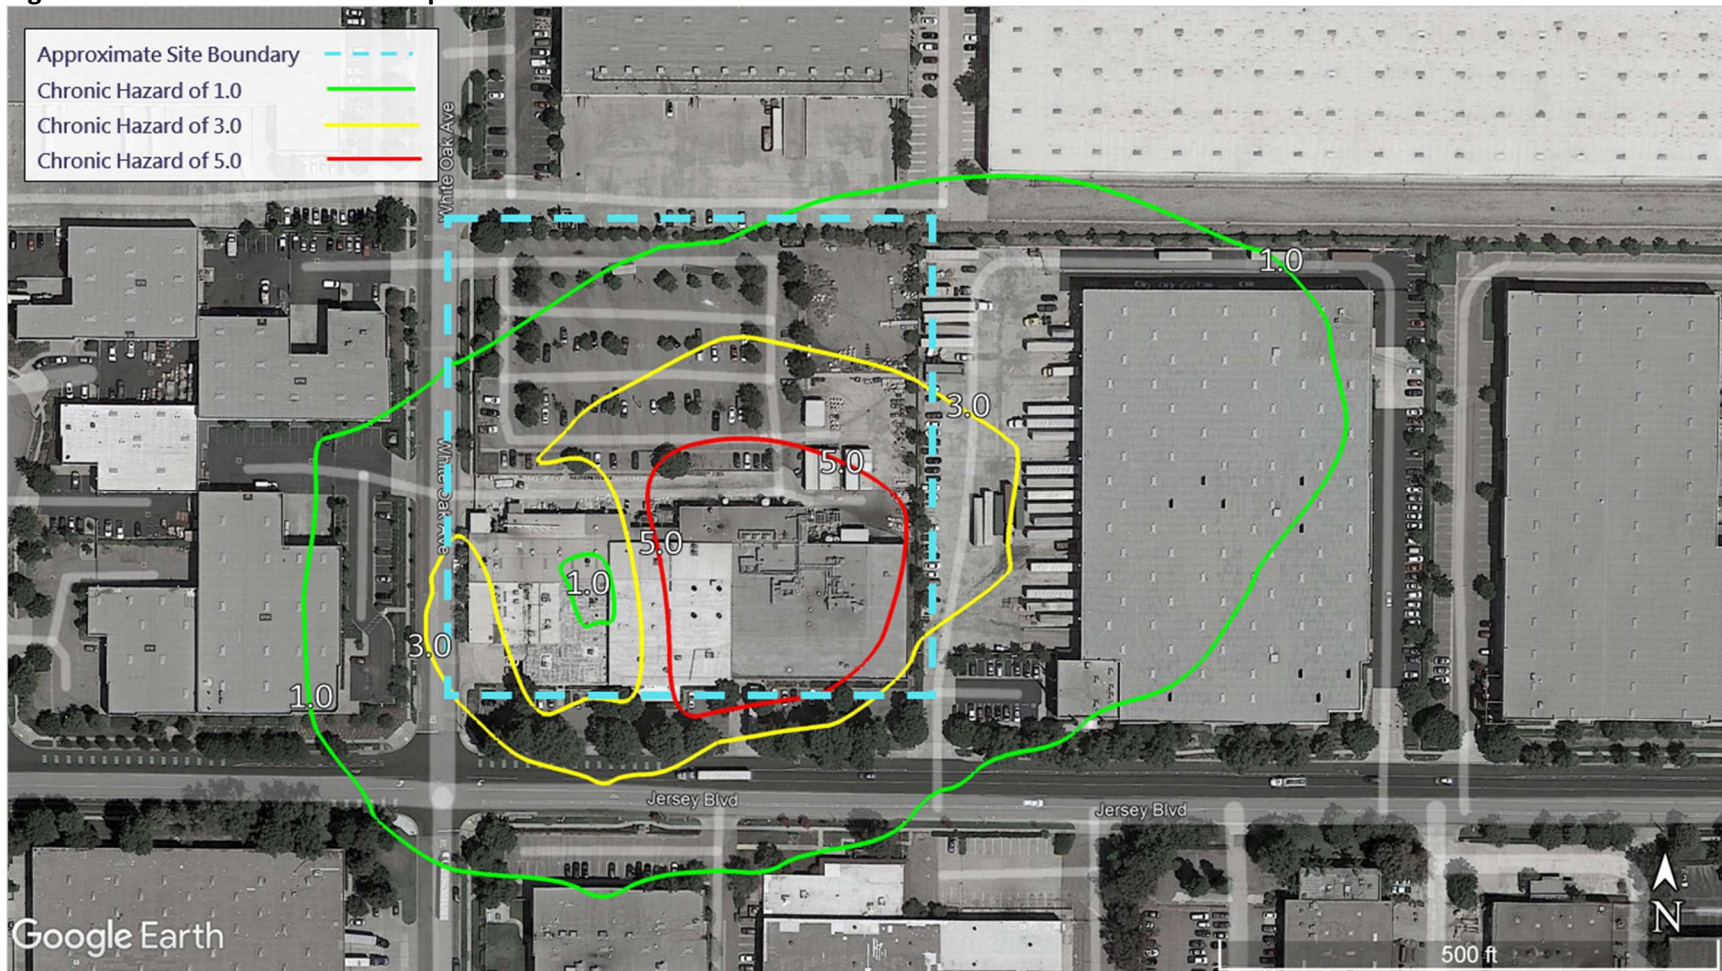 Approximate Site Boundary
Chronic Hazard of 1.0
Chronic Hazard of 3.0
Chronic Hazard of 5.0
White Oak Ave
1.0
3.0
5.0
White Oak Ave
5.0
1.0
3.0
1.0
Jersey Blvd
Jersey Blvd
N
Google Earth
500 ft